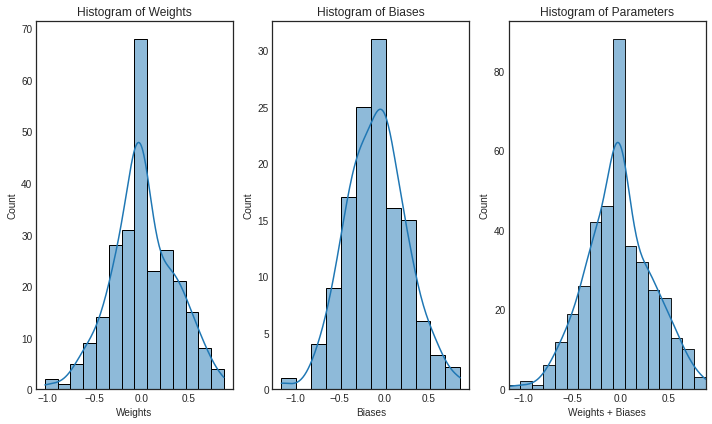 Histogram of Weights
70
60
50
40
30
20
10
0
Count
−1.0 −0.5 0.0 0.5
Weights
Histogram of Biases
30
25
20
15
10
5
0
Count
−1.0 −0.5 0.0 0.5
Biases
Histogram of Parameters
80
60
40
20
0
Count
−1.0 −0.5 0.0 0.5
Weights + Biases